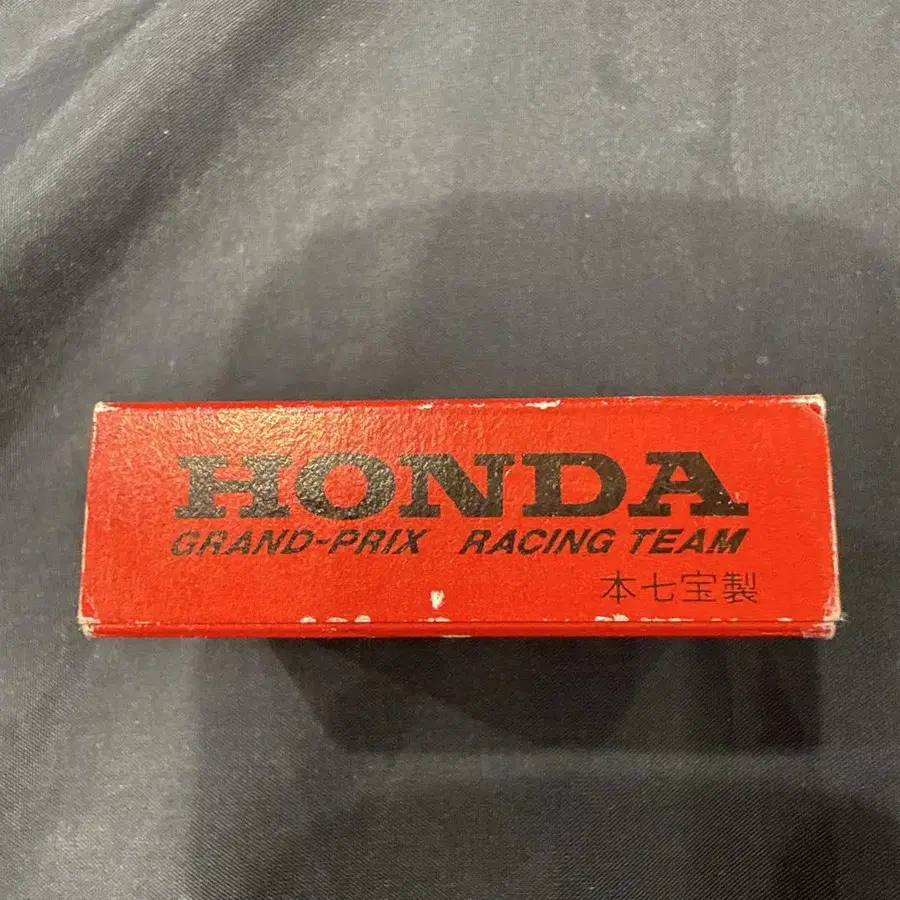 HONDA
GRAND-PRIX RACING TEAM
本七宝製